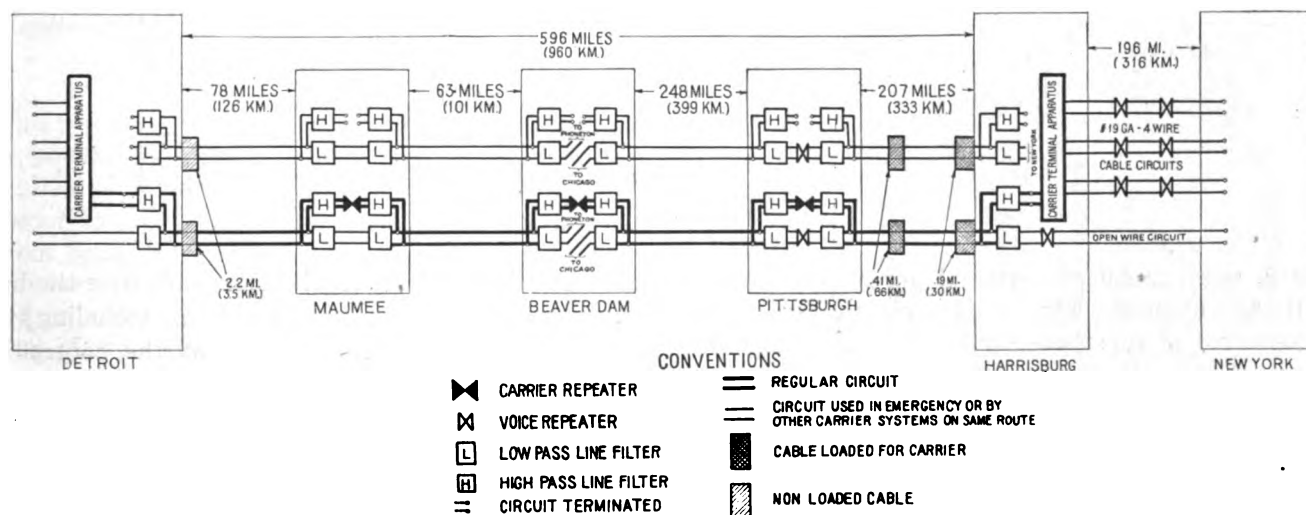 596 MILES
(960 KM.)
196 MI.
(316 KM.)
78 MILES
(126 KM.)
63 MILES
(101 KM.)
248 MILES
(399 KM.)
207 MILES
(333 KM.)
CARRIER TERMINAL APPARATUS
H
H
H
H
H
H
H
H
TO PHONETON
TO CHICAGO
L
L
L
L
L
L
L
L
TO NEW YORK
CARRIER TERMINAL APPARATUS
#19 GA-4 WIRE
CABLE CIRCUITS
H
H
H
H
H
H
H
H
TO PHONETON
TO CHICAGO
L
L
L
L
L
L
L
L
OPEN WIRE CIRCUIT
2.2 MI.
(3.5 KM.)
.41 MI.
(.66 KM.)
.19 MI.
(.30 KM.)
MAUMEE
BEAVER DAM
PITTSBURGH
DETROIT
HARRISBURG
NEW YORK
CONVENTIONS
CARRIER REPEATER
VOICE REPEATER
L LOW PASS LINE FILTER
H HIGH PASS LINE FILTER
CIRCUIT TERMINATED
REGULAR CIRCUIT
CIRCUIT USED IN EMERGENCY OR BY
OTHER CARRIER SYSTEMS ON SAME ROUTE
CABLE LOADED FOR CARRIER
NON LOADED CABLE